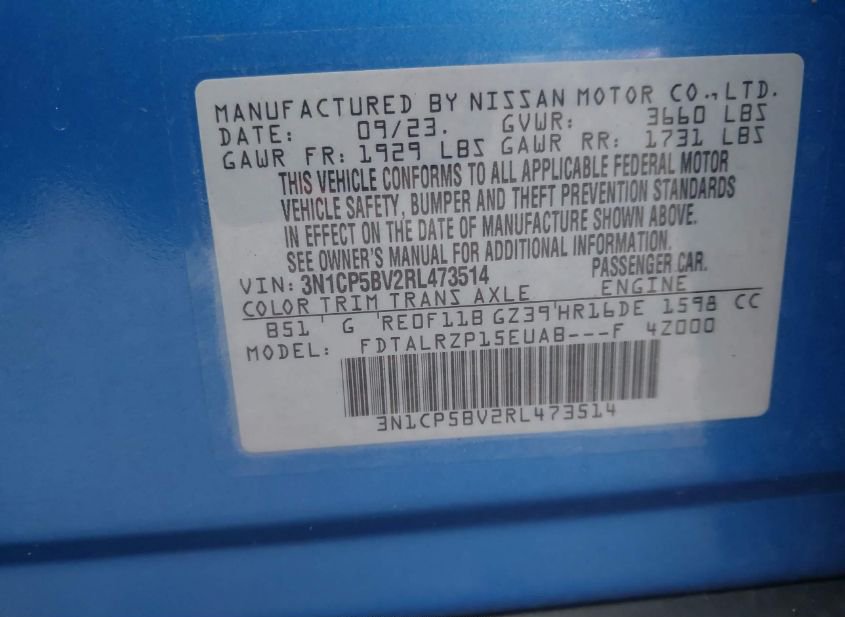 MANUFACTURED BY NISSAN MOTOR CO., LTD.
DATE: 09/23. GVWR: 3660 LBS
GAWR FR: 1929 LBS GAWR RR: 1731 LBS
THIS VEHICLE CONFORMS TO ALL APPLICABLE FEDERAL MOTOR
VEHICLE SAFETY, BUMPER AND THEFT PREVENTION STANDARDS
IN EFFECT ON THE DATE OF MANUFACTURE SHOWN ABOVE.
SEE OWNER'S MANUAL FOR ADDITIONAL INFORMATION.
VIN: 3N1CP5BV2RL473514 PASSENGER CAR.
COLOR TRIM TRANS AXLE ENGINE
B51 G RE0F11B GZ39 HR16DE 1598 CC
MODEL: FDTALRZP15EUAB---F 4Z000
3N1CP5BV2RL473514